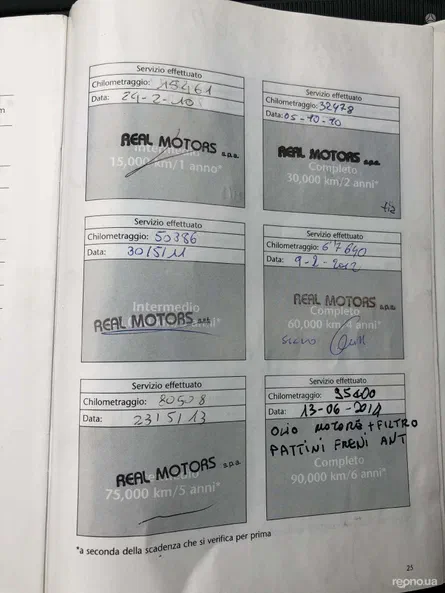 Servizio effettuato
Chilometraggio:
Data: 24-2-10
REAL MOTORS s.p.a.
Intermedio
15,000 km/1 anno*
Servizio effettuato
Chilometraggio: 32478
Data: 05-10-10
REAL MOTORS s.p.a.
Completo
30,000 km/2 anni*
Servizio effettuato
Chilometraggio: 50386
Data: 30/5/11
Intermedio
REAL MOTORS
Servizio effettuato
Chilometraggio: 67690
Data: 9-2-2012
REAL MOTORS s.p.a.
Completo
60,000 km/4 anni*
Servizio effettuato
Chilometraggio: 80508
Data: 23/5/13
REAL MOTORS s.p.a.
75,000 km/5 anni*
Servizio effettuato
Chilometraggio: 95400
Data: 13-06-2014
OLIO MOTORE + FILTRO
PATTINI FRENI ANT
Completo
90,000 km/6 anni*
*a seconda della scadenza che si verifica per prima
25
repno.ua